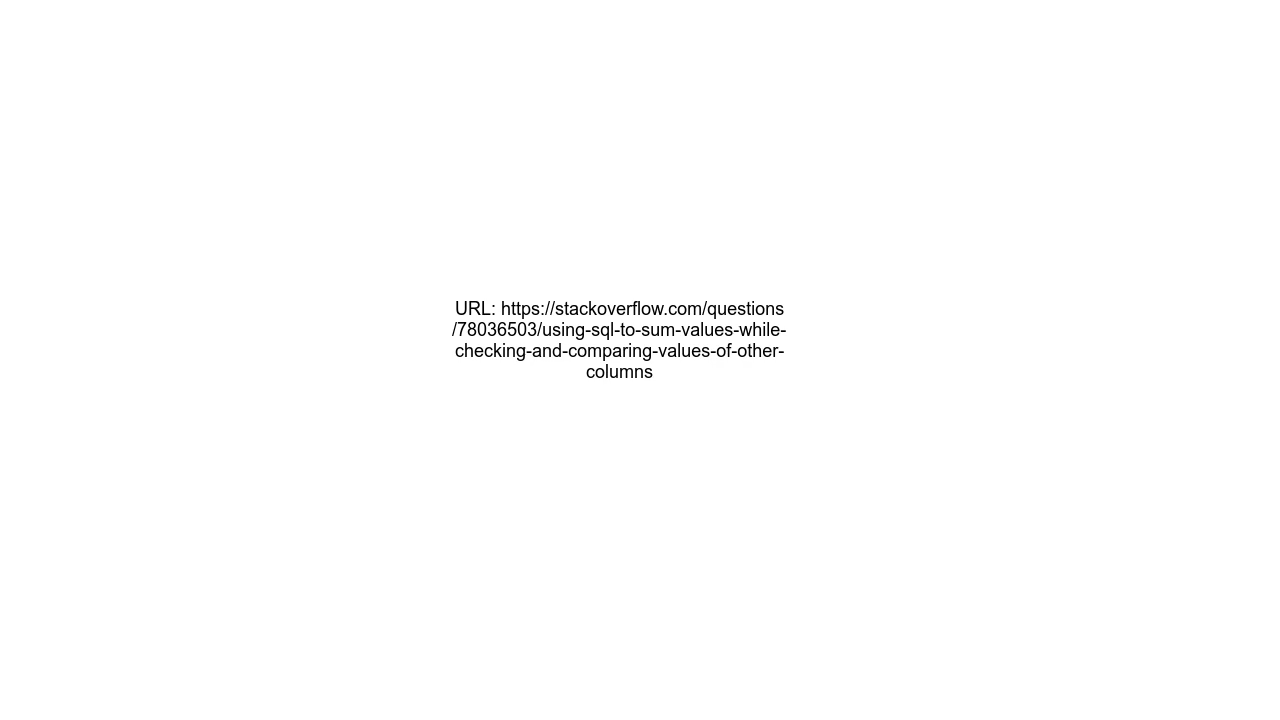 URL: https://stackoverflow.com/questions
/78036503/using-sql-to-sum-values-while-
checking-and-comparing-values-of-other-
columns